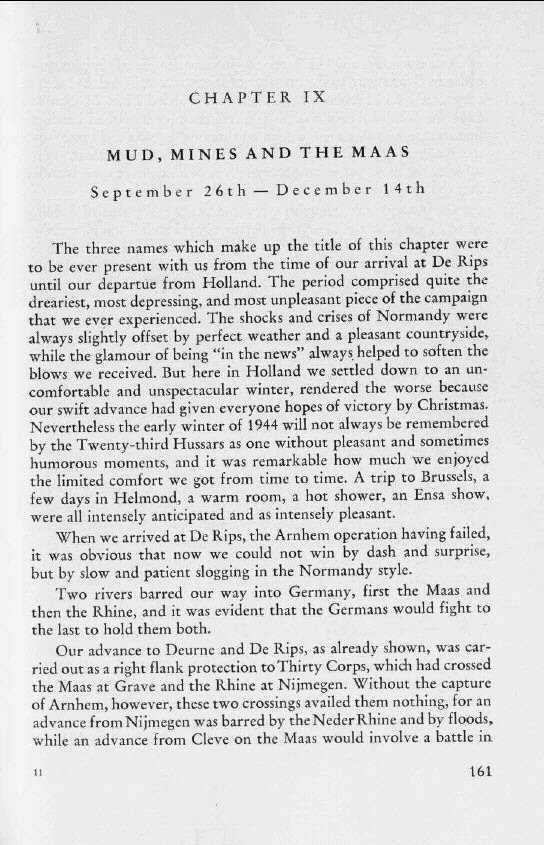 CHAPTER IX
MUD, MINES AND THE MAAS
September 26th — December 14th
The three names which make up the title of this chapter were
to be ever present with us from the time of our arrival at De Rips
until our departue from Holland. The period comprised quite the
dreariest, most depressing, and most unpleasant piece of the campaign
that we ever experienced. The shocks and crises of Normandy were
always slightly offset by perfect weather and a pleasant countryside,
while the glamour of being “in the news” always helped to soften the
blows we received. But here in Holland we settled down to an un-
comfortable and unspectacular winter, rendered the worse because
our swift advance had given everyone hopes of victory by Christmas.
Nevertheless the early winter of 1944 will not always be remembered
by the Twenty-third Hussars as one without pleasant and sometimes
humorous moments, and it was remarkable how much we enjoyed
the limited comfort we got from time to time. A trip to Brussels, a
few days in Helmond, a warm room, a hot shower, an Ensa show,
were all intensely anticipated and as intensely pleasant.
When we arrived at De Rips, the Arnhem operation having failed,
it was obvious that now we could not win by dash and surprise,
but by slow and patient slogging in the Normandy style.
Two rivers barred our way into Germany, first the Maas and
then the Rhine, and it was evident that the Germans would fight to
the last to hold them both.
Our advance to Deurne and De Rips, as already shown, was car-
ried out as a right flank protection to Thirty Corps, which had crossed
the Maas at Grave and the Rhine at Nijmegen. Without the capture
of Arnhem, however, these two crossings availed them nothing, for an
advance from Nijmegen was barred by the Neder Rhine and by floods,
while an advance from Cleve on the Maas would involve a battle in
11
161